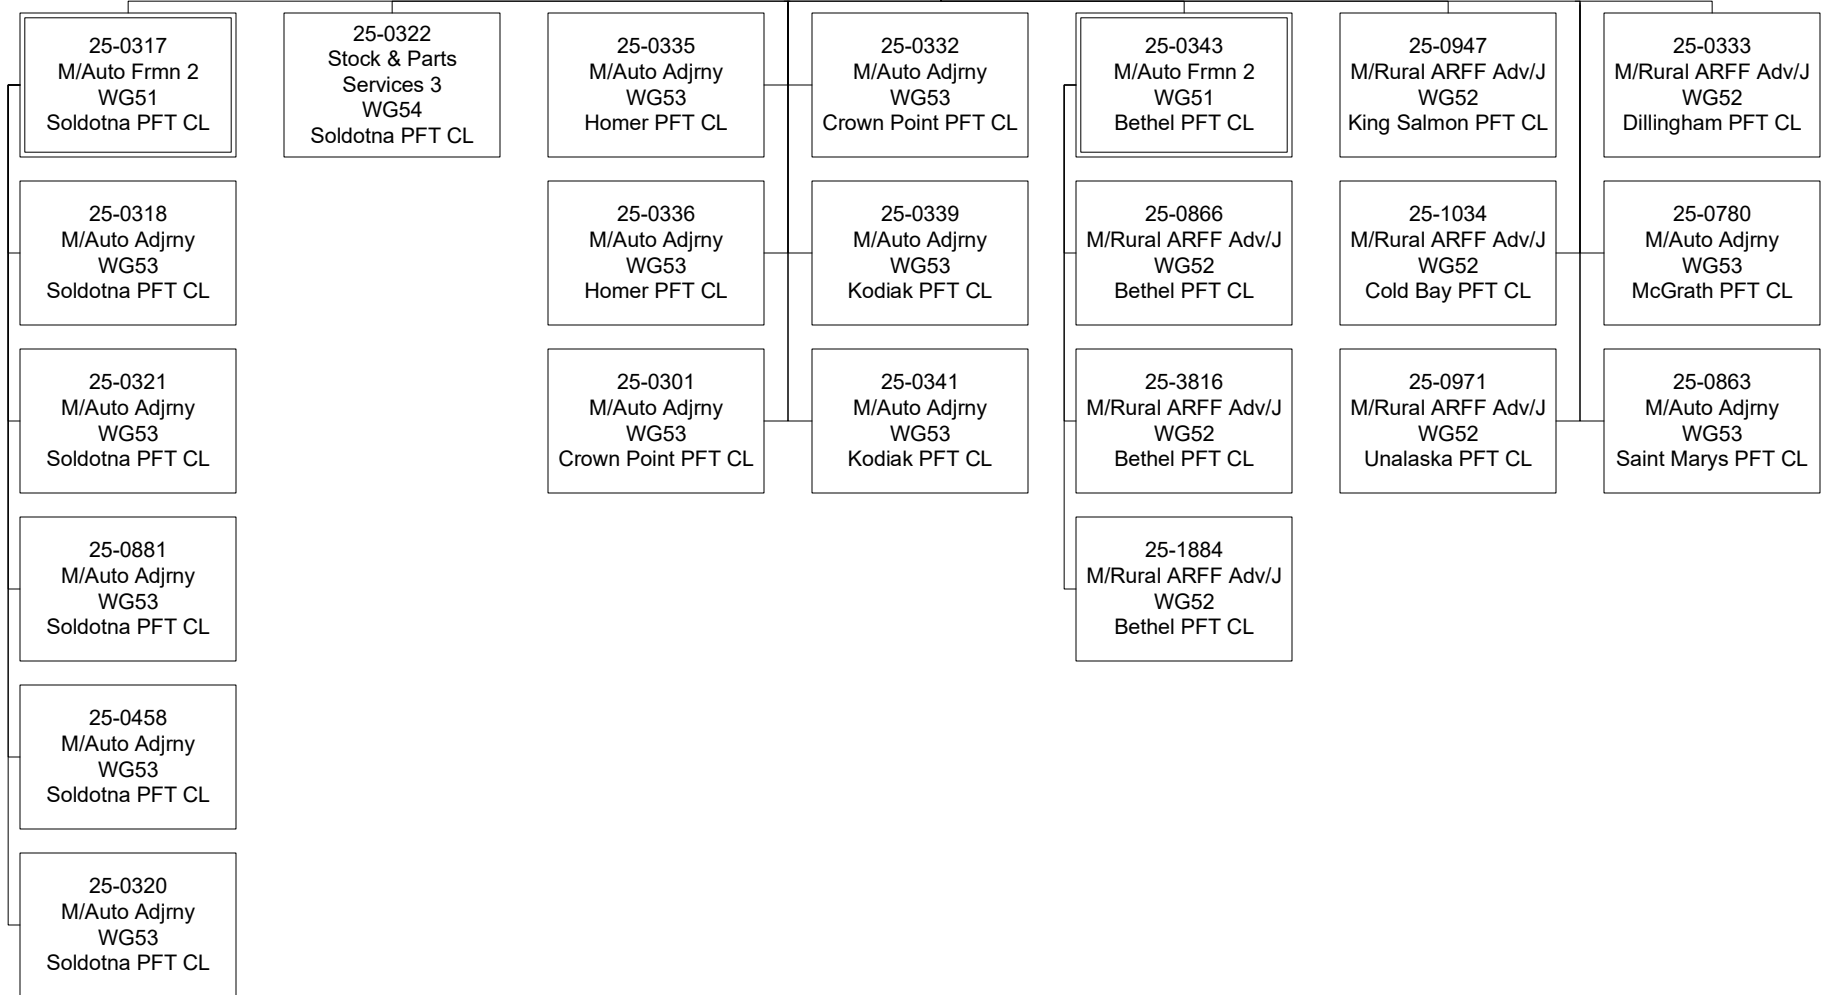 25-0317
M/Auto Frmn 2
WG51
Soldotna PFT CL
25-0322
Stock & Parts
Services 3
WG54
Soldotna PFT CL
25-0335
M/Auto Adjrny
WG53
Homer PFT CL
25-0332
M/Auto Adjrny
WG53
Crown Point PFT CL
25-0343
M/Auto Frmn 2
WG51
Bethel PFT CL
25-0947
M/Rural ARFF Adv/J
WG52
King Salmon PFT CL
25-0333
M/Rural ARFF Adv/J
WG52
Dillingham PFT CL
25-0318
M/Auto Adjrny
WG53
Soldotna PFT CL
25-0336
M/Auto Adjrny
WG53
Homer PFT CL
25-0339
M/Auto Adjrny
WG53
Kodiak PFT CL
25-0866
M/Rural ARFF Adv/J
WG52
Bethel PFT CL
25-1034
M/Rural ARFF Adv/J
WG52
Cold Bay PFT CL
25-0780
M/Auto Adjrny
WG53
McGrath PFT CL
25-0321
M/Auto Adjrny
WG53
Soldotna PFT CL
25-0301
M/Auto Adjrny
WG53
Crown Point PFT CL
25-0341
M/Auto Adjrny
WG53
Kodiak PFT CL
25-3816
M/Rural ARFF Adv/J
WG52
Bethel PFT CL
25-0971
M/Rural ARFF Adv/J
WG52
Unalaska PFT CL
25-0863
M/Auto Adjrny
WG53
Saint Marys PFT CL
25-0881
M/Auto Adjrny
WG53
Soldotna PFT CL
25-1884
M/Rural ARFF Adv/J
WG52
Bethel PFT CL
25-0458
M/Auto Adjrny
WG53
Soldotna PFT CL
25-0320
M/Auto Adjrny
WG53
Soldotna PFT CL